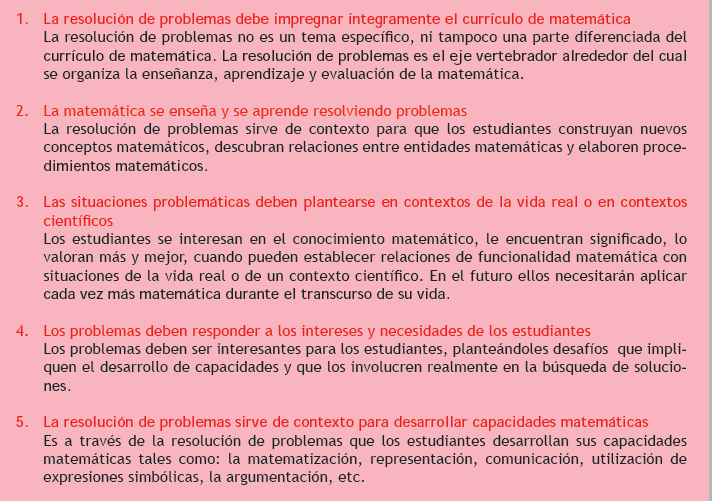 1. La resolución de problemas debe impregnar íntegramente el currículo de matemática
La resolución de problemas no es un tema específico, ni tampoco una parte diferenciada del
currículo de matemática. La resolución de problemas es el eje vertebrador alrededor del cual
se organiza la enseñanza, aprendizaje y evaluación de la matemática.
2. La matemática se enseña y se aprende resolviendo problemas
La resolución de problemas sirve de contexto para que los estudiantes construyan nuevos
conceptos matemáticos, descubran relaciones entre entidades matemáticas y elaboren proce-
dimientos matemáticos.
3. Las situaciones problemáticas deben plantearse en contextos de la vida real o en contextos
científicos
Los estudiantes se interesan en el conocimiento matemático, le encuentran significado, lo
valoran más y mejor, cuando pueden establecer relaciones de funcionalidad matemática con
situaciones de la vida real o de un contexto científico. En el futuro ellos necesitarán aplicar
cada vez más matemática durante el transcurso de su vida.
4. Los problemas deben responder a los intereses y necesidades de los estudiantes
Los problemas deben ser interesantes para los estudiantes, planteándoles desafíos que impli-
quen el desarrollo de capacidades y que los involucren realmente en la búsqueda de solucio-
nes.
5. La resolución de problemas sirve de contexto para desarrollar capacidades matemáticas
Es a través de la resolución de problemas que los estudiantes desarrollan sus capacidades
matemáticas tales como: la matematización, representación, comunicación, utilización de
expresiones simbólicas, la argumentación, etc.